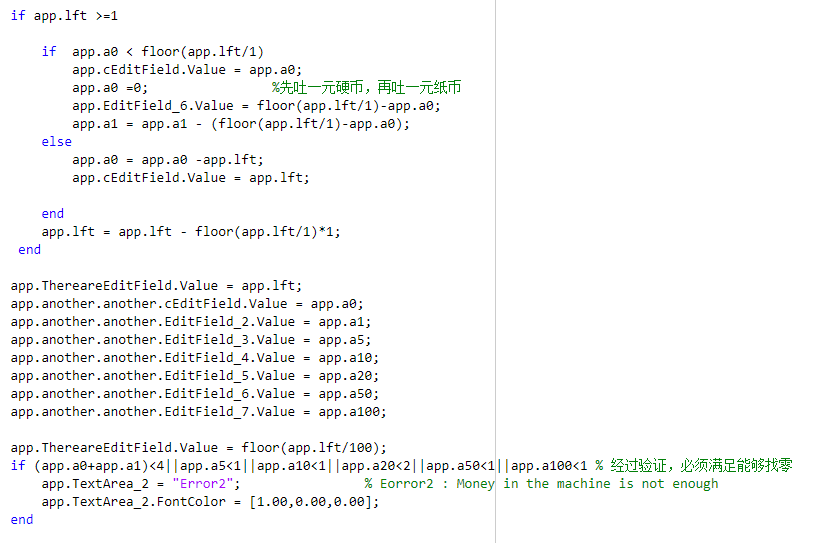 if app.lft >=1
if  app.a0 < floor(app.lft/1)
app.cEditField.Value = app.a0;
app.a0 =0;                %先吐一元硬币，再吐一元纸币
app.EditField_6.Value = floor(app.lft/1)-app.a0;
app.a1 = app.a1 - (floor(app.lft/1)-app.a0);
else
app.a0 = app.a0 -app.lft;
app.cEditField.Value = app.lft;
end
app.lft = app.lft - floor(app.lft/1)*1;
end
app.ThereareEditField.Value = app.lft;
app.another.another.cEditField.Value = app.a0;
app.another.another.EditField_2.Value = app.a1;
app.another.another.EditField_3.Value = app.a5;
app.another.another.EditField_4.Value = app.a10;
app.another.another.EditField_5.Value = app.a20;
app.another.another.EditField_6.Value = app.a50;
app.another.another.EditField_7.Value = app.a100;
app.ThereareEditField.Value = floor(app.lft/100);
if (app.a0+app.a1)<4||app.a5<1||app.a10<1||app.a20<2||app.a50<1||app.a100<1 % 经过验证，必须满足能够找零
app.TextArea_2 = "Error2";                % Eorror2 : Money in the machine is not enough
app.TextArea_2.FontColor = [1.00,0.00,0.00];
end